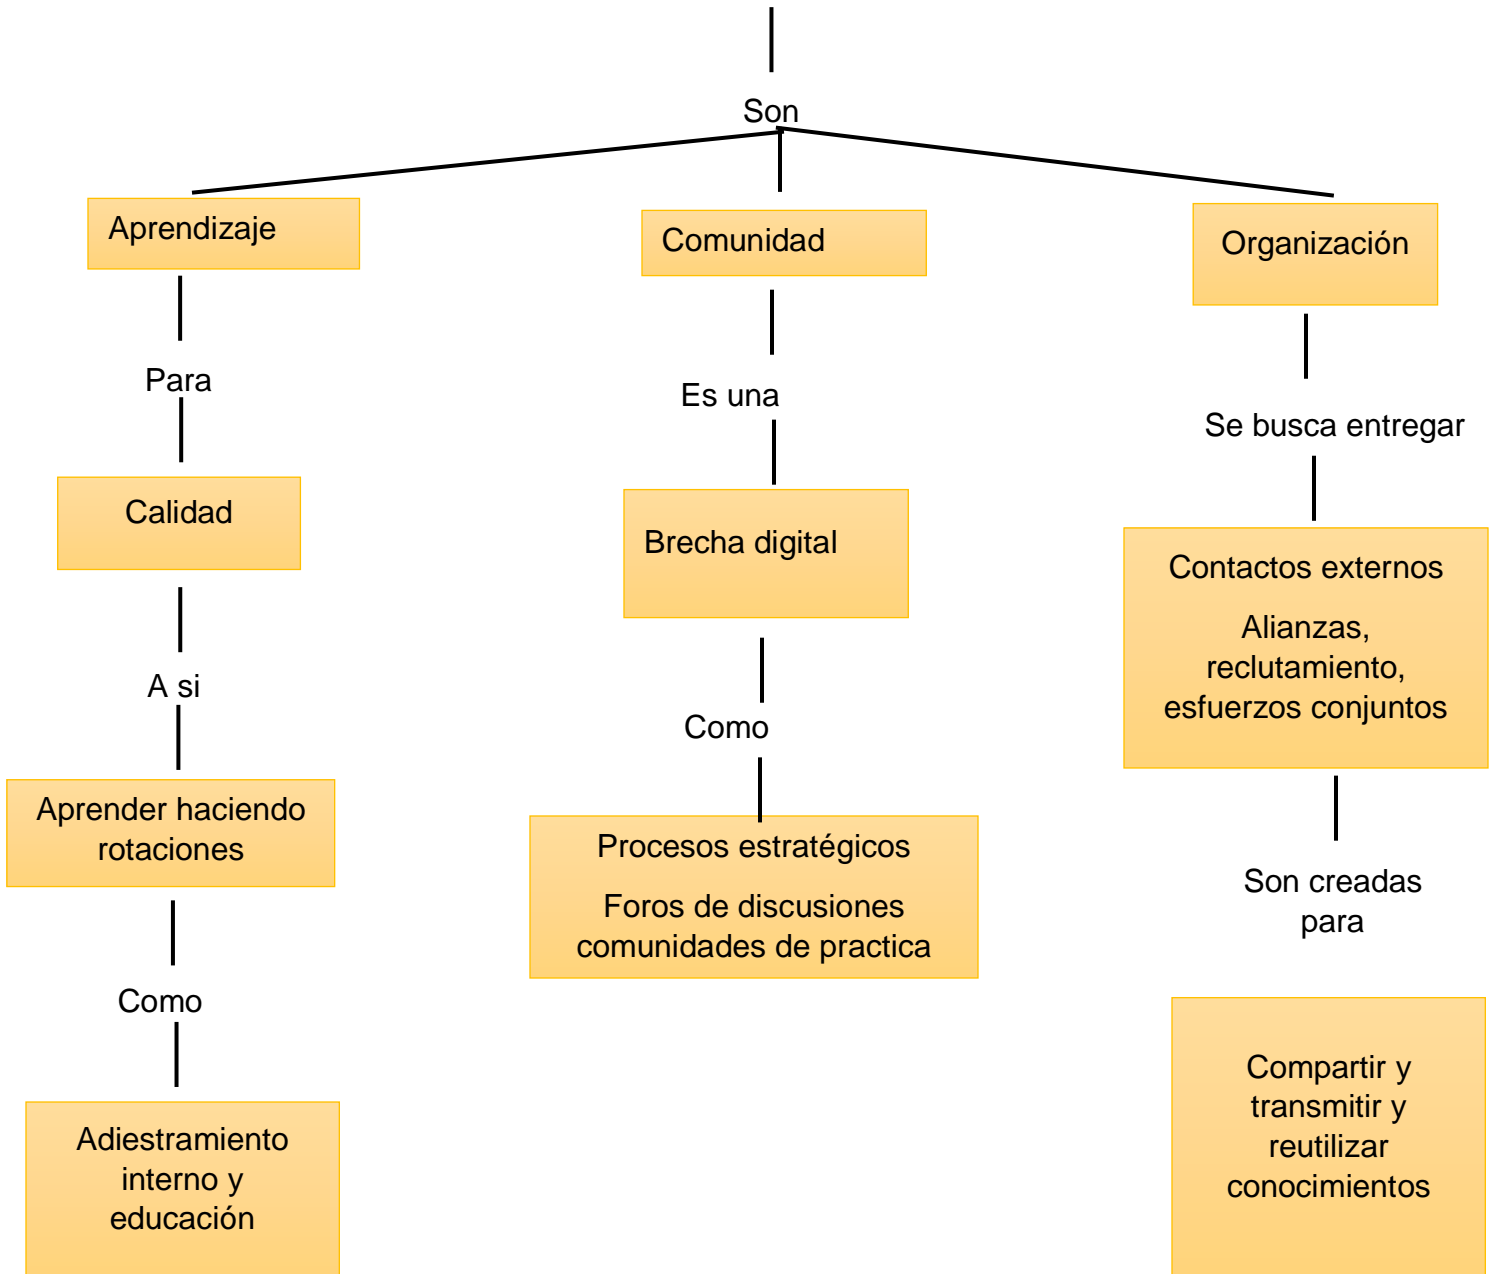 Son
Aprendizaje
Para
Calidad
A si
Aprender haciendo
rotaciones
Como
Adiestramiento
interno y
educación
Comunidad
Es una
Brecha digital
Como
Procesos estratégicos
Foros de discusiones
comunidades de practica
Organización
Se busca entregar
Contactos externos
Alianzas,
reclutamiento,
esfuerzos conjuntos
Son creadas
para
Compartir y
transmitir y
reutilizar
conocimientos